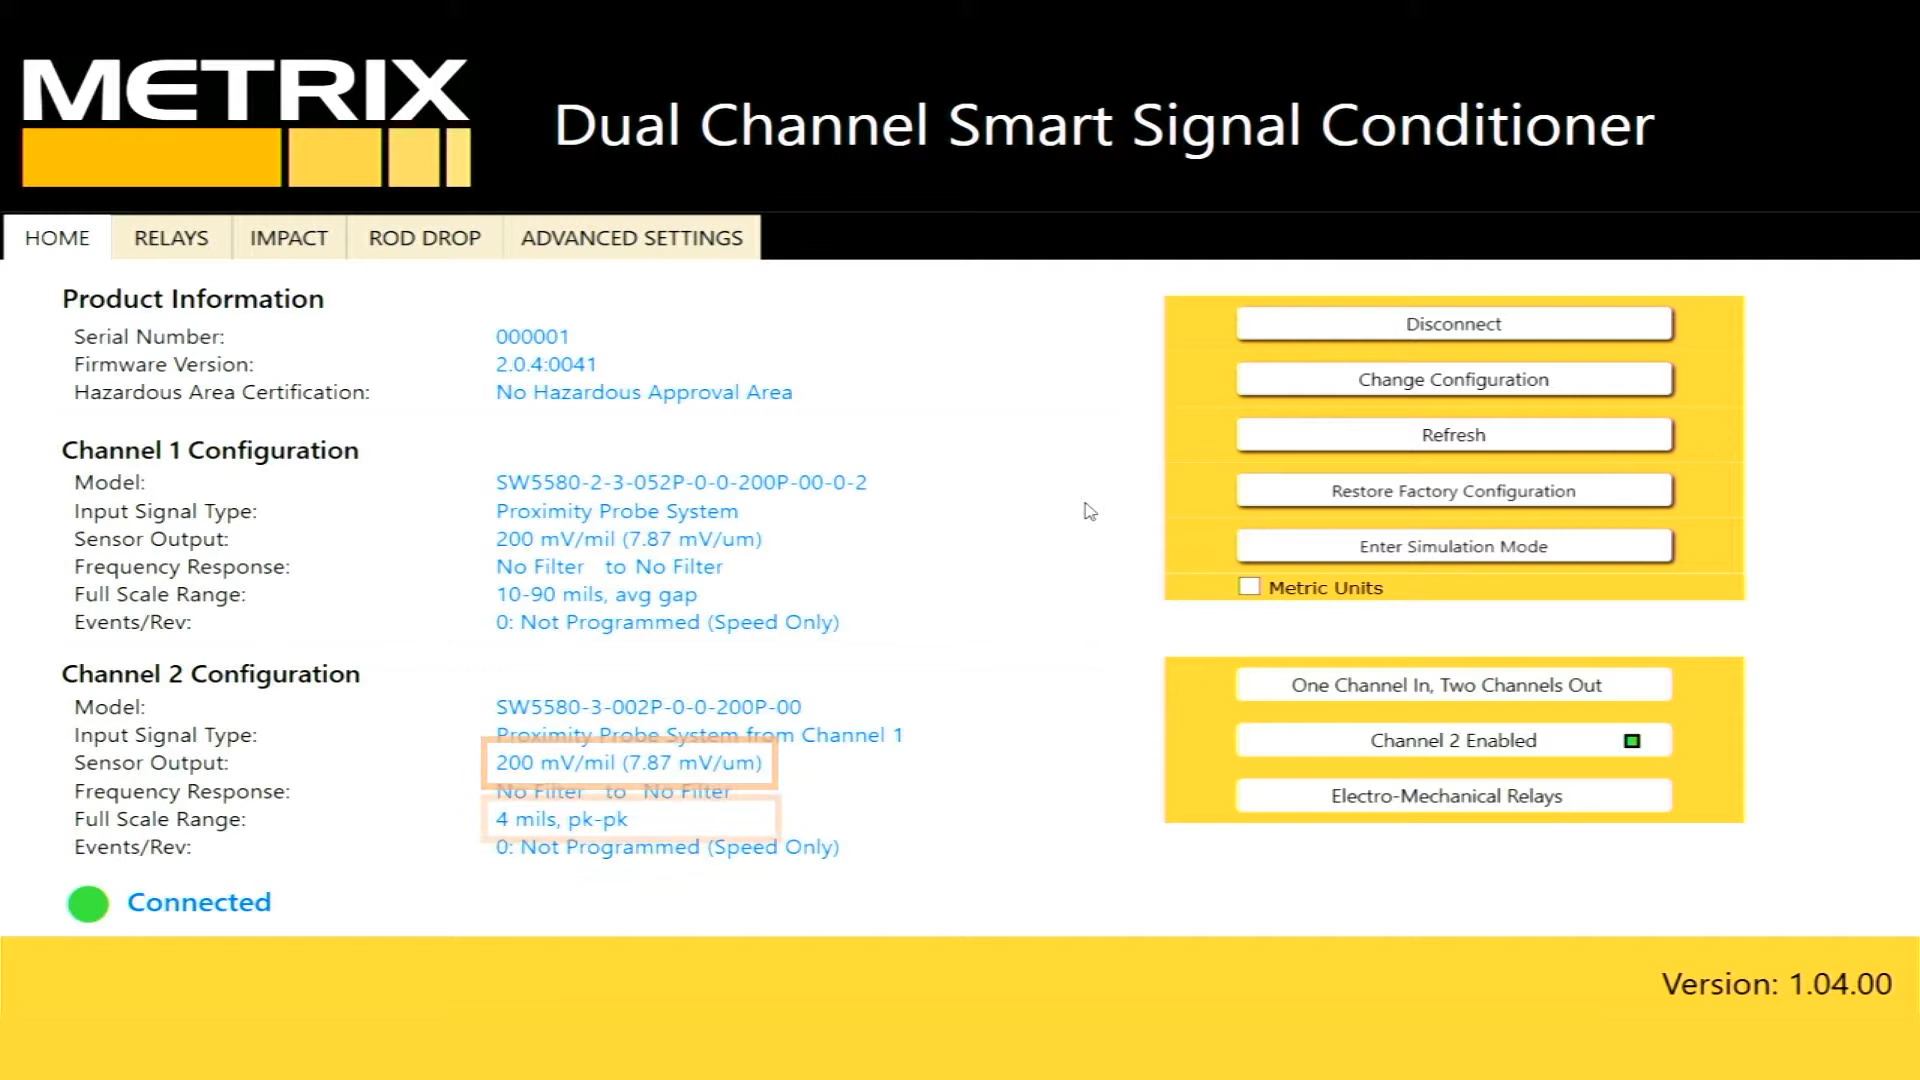 METRIX
Dual Channel Smart Signal Conditioner
HOME RELAYS IMPACT ROD DROP ADVANCED SETTINGS
Product Information
Serial Number: 000001
Firmware Version: 2.0.4:0041
Hazardous Area Certification: No Hazardous Approval Area
Channel 1 Configuration
Model: SW5580-2-3-052P-0-0-200P-00-0-2
Input Signal Type: Proximity Probe System
Sensor Output: 200 mV/mil (7.87 mV/um)
Frequency Response: No Filter to No Filter
Full Scale Range: 10-90 mils, avg gap
Events/Rev: 0: Not Programmed (Speed Only)
Channel 2 Configuration
Model: SW5580-3-002P-0-0-200P-00
Input Signal Type: Proximity Probe System from Channel 1
Sensor Output: 200 mV/mil (7.87 mV/um)
Frequency Response: No Filter to No Filter
Full Scale Range: 4 mils, pk-pk
Events/Rev: 0: Not Programmed (Speed Only)
Connected
Disconnect
Change Configuration
Refresh
Restore Factory Configuration
Enter Simulation Mode
Metric Units
One Channel In, Two Channels Out
Channel 2 Enabled
Electro-Mechanical Relays
Version: 1.04.00